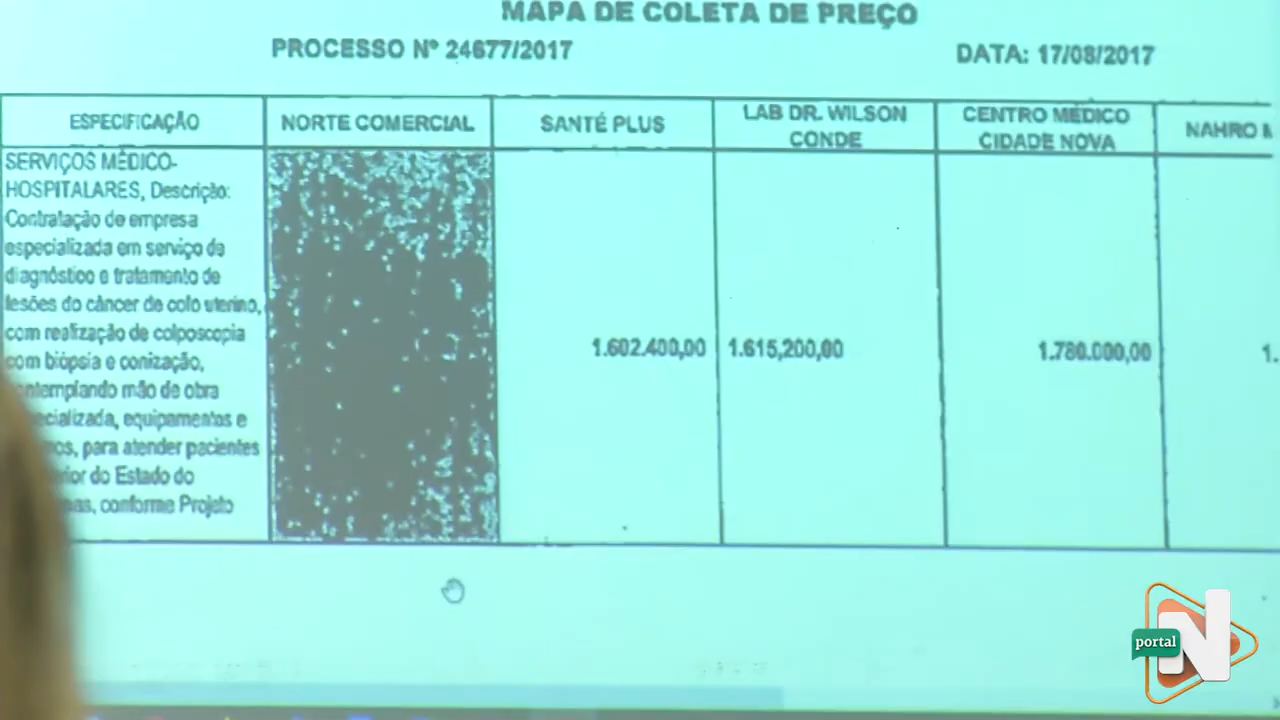 MAPA DE COLETA DE PREÇO
PROCESSO Nº 24677/2017
DATA: 17/08/2017
ESPECIFICAÇÃO
NORTE COMERCIAL
SANTÉ PLUS
LAB DR. WILSON
CONDE
CENTRO MÉDICO
CIDADE NOVA
NAHRO
SERVIÇOS MÉDICO-
HOSPITALARES, Descrição:
Contratação de empresa
especializada em serviço de
diagnóstico e tratamento de
lesões do câncer de colo uterino,
com realização de colposcopia
com biópsia e conização,
mão de obra
equipamentos e
para atender pacientes
do Estado do
conforme Projeto
1.602.400,00
1.615,200,00
1.780.000,00
1.
portal
N